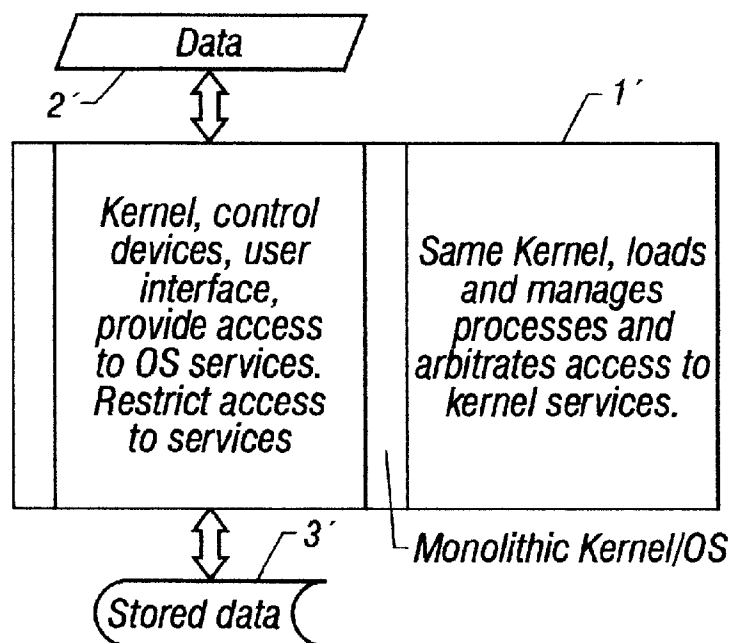 Data
2´
1´
Kernel, control
devices, user
interface,
provide access
to OS services.
Restrict access
to services
Same Kernel, loads
and manages
processes and
arbitrates access to
kernel services.
3´
Monolithic Kernel/OS
Stored data